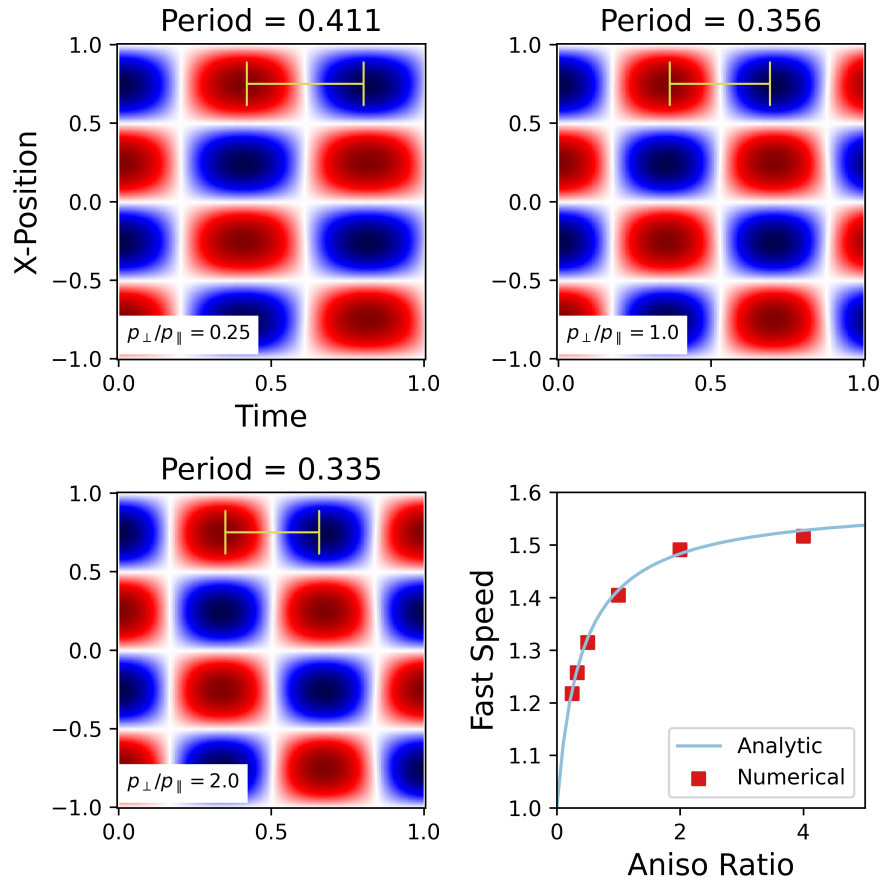 Period = 0.411
1.0
0.5
0.0
−0.5
−1.0
X-Position
p⊥/p∥ = 0.25
0.0
0.5
1.0
Time
Period = 0.356
1.0
0.5
0.0
−0.5
−1.0
p⊥/p∥ = 1.0
0.0
0.5
1.0
Period = 0.335
1.0
0.5
0.0
−0.5
−1.0
p⊥/p∥ = 2.0
0.0
0.5
1.0
1.6
1.5
1.4
1.3
1.2
1.1
1.0
Fast Speed
Analytic
Numerical
0
2
4
Aniso Ratio